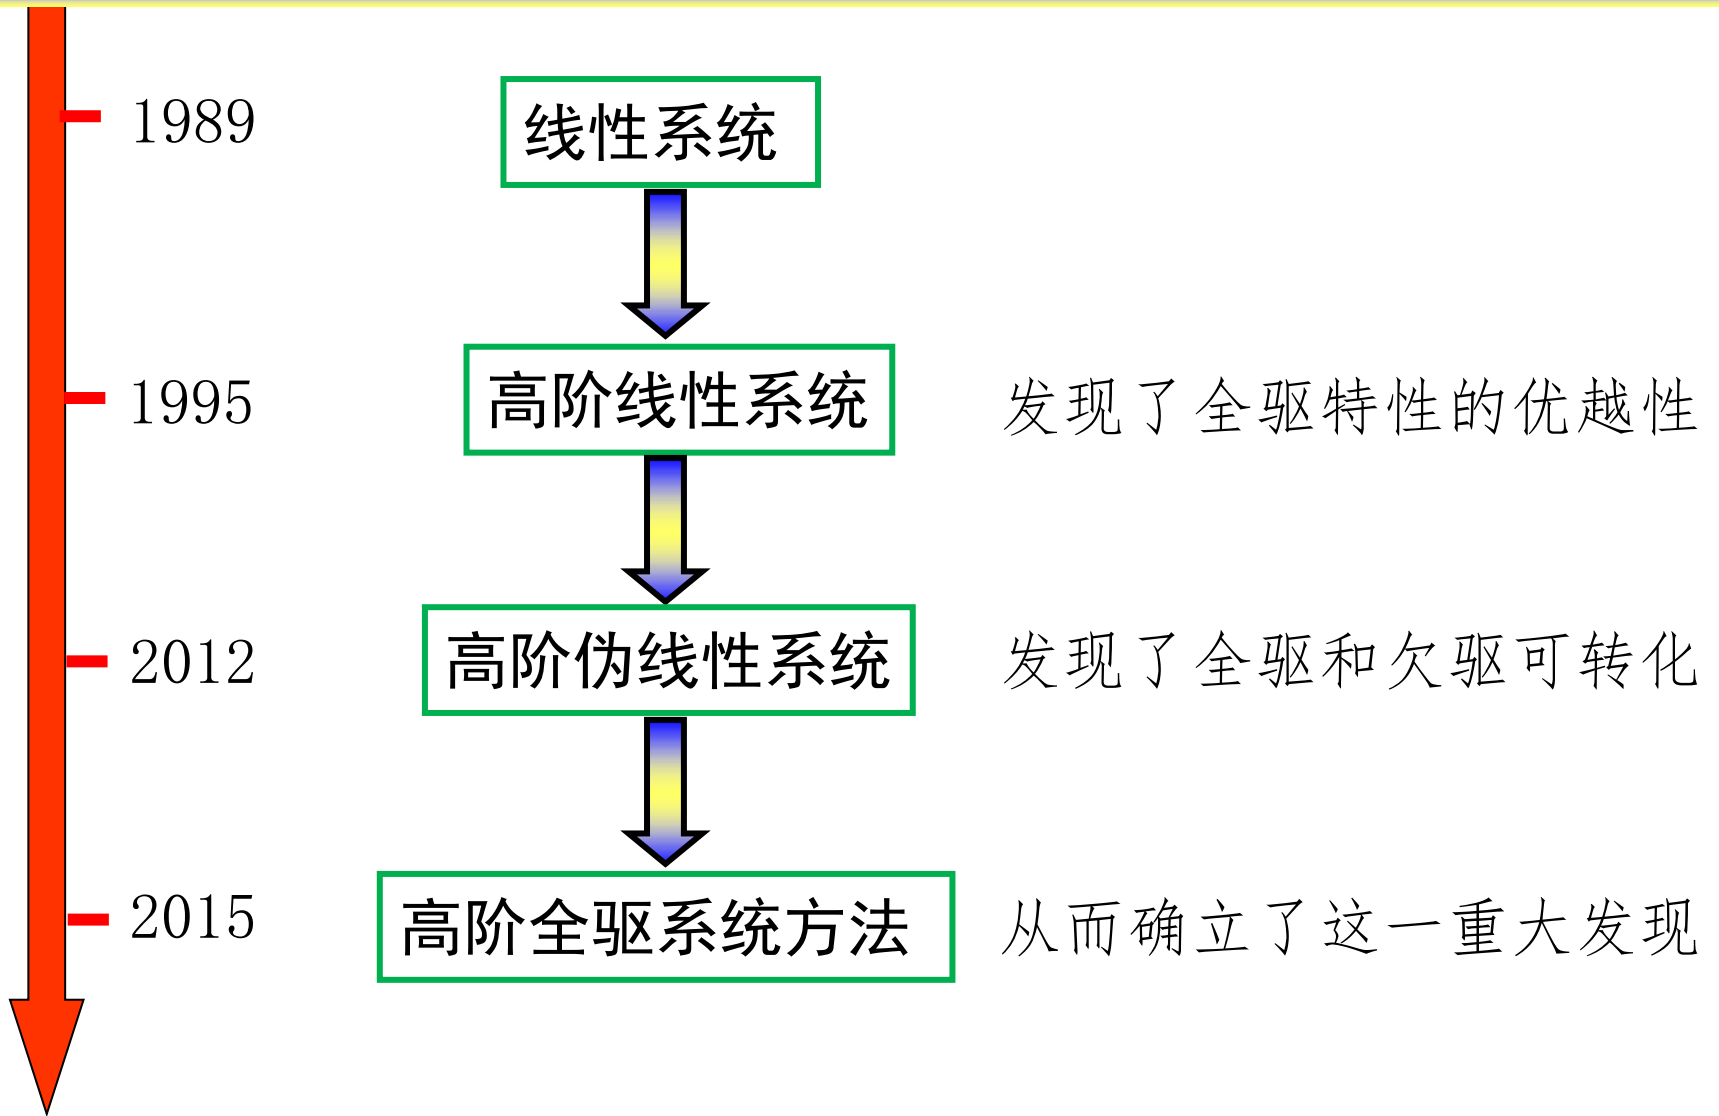 1989
线性系统
1995
高阶线性系统
发现了全驱特性的优越性
2012
高阶伪线性系统
发现了全驱和欠驱可转化
2015
高阶全驱系统方法
从而确立了这一重大发现